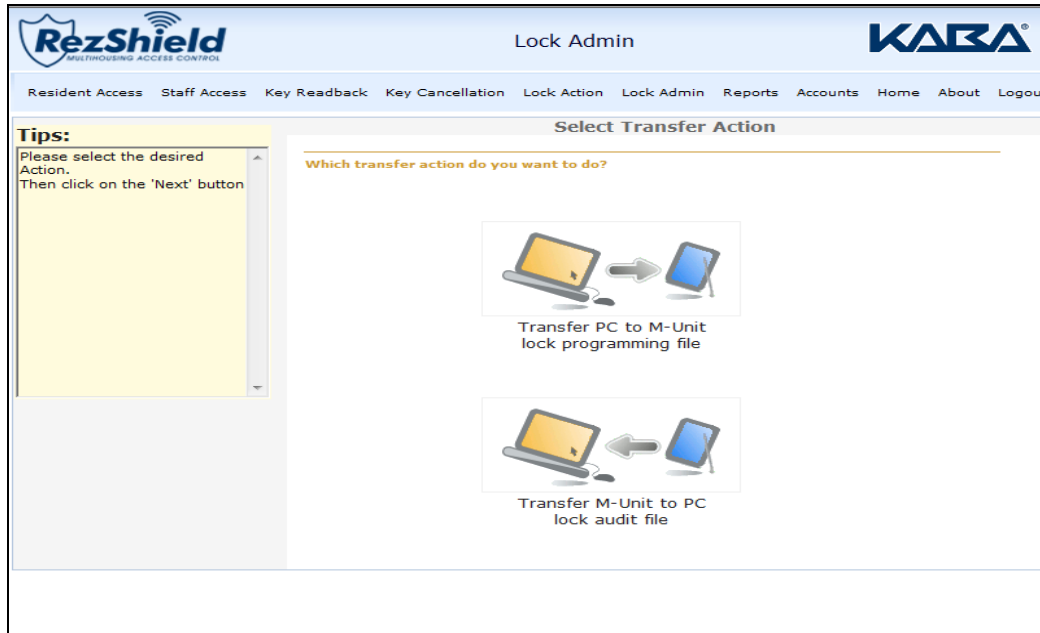 RezShield
MULTIHOUSING ACCESS CONTROL
Lock Admin
KABA®
Resident Access Staff Access Key Readback Key Cancellation Lock Action Lock Admin Reports Accounts Home About Logou
Tips:
Please select the desired
Action.
Then click on the 'Next' button
Select Transfer Action
Which transfer action do you want to do?
Transfer PC to M-Unit
lock programming file
Transfer M-Unit to PC
lock audit file